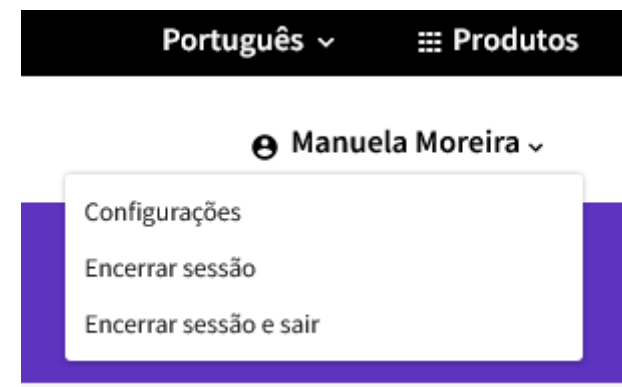 Português Produtos
Manuela Moreira
Configurações
Encerrar sessão
Encerrar sessão e sair